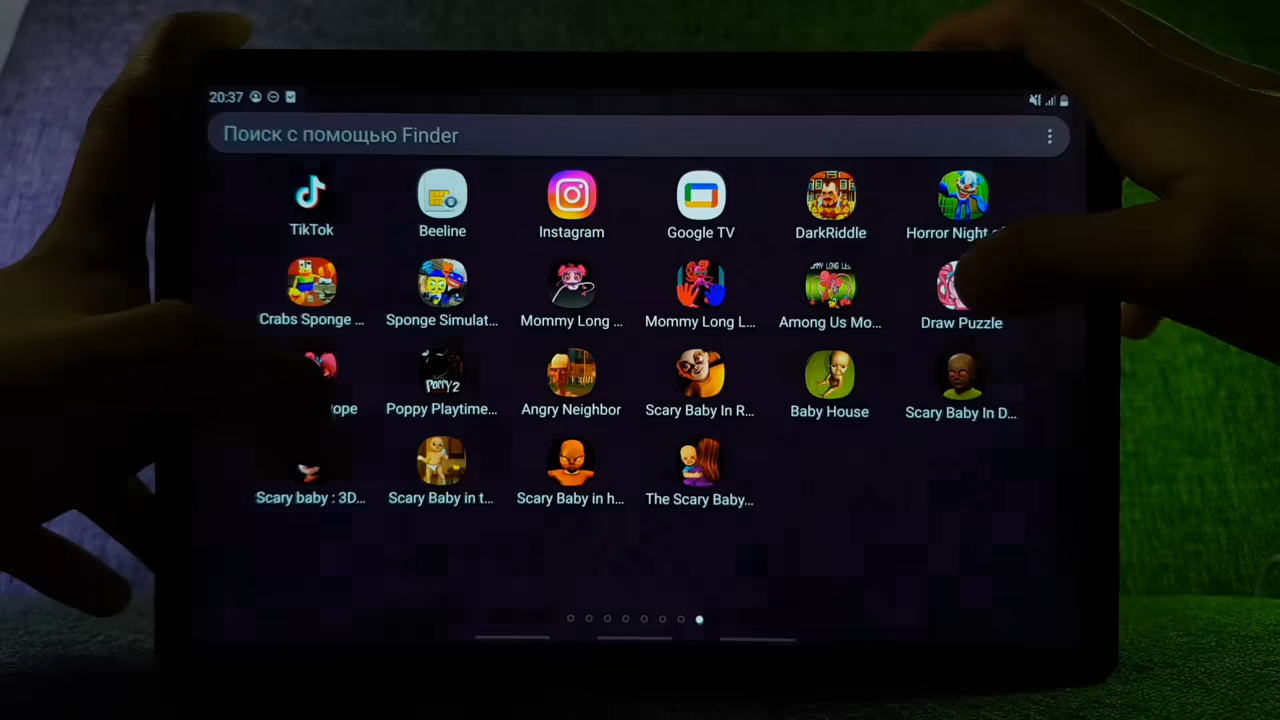 20:37
Поиск с помощью Finder
TikTok
Beeline
Instagram
Google TV
DarkRiddle
Horror Night
Crabs Sponge ...
Sponge Simulat...
Mommy Long ...
Mommy Long L...
Among Us Mo...
Draw Puzzle
ope
POPPY 2
Poppy Playtime...
Angry Neighbor
Scary Baby In R...
Baby House
Scary Baby In D...
Scary baby : 3D...
Scary Baby in t...
Scary Baby in h...
The Scary Baby...